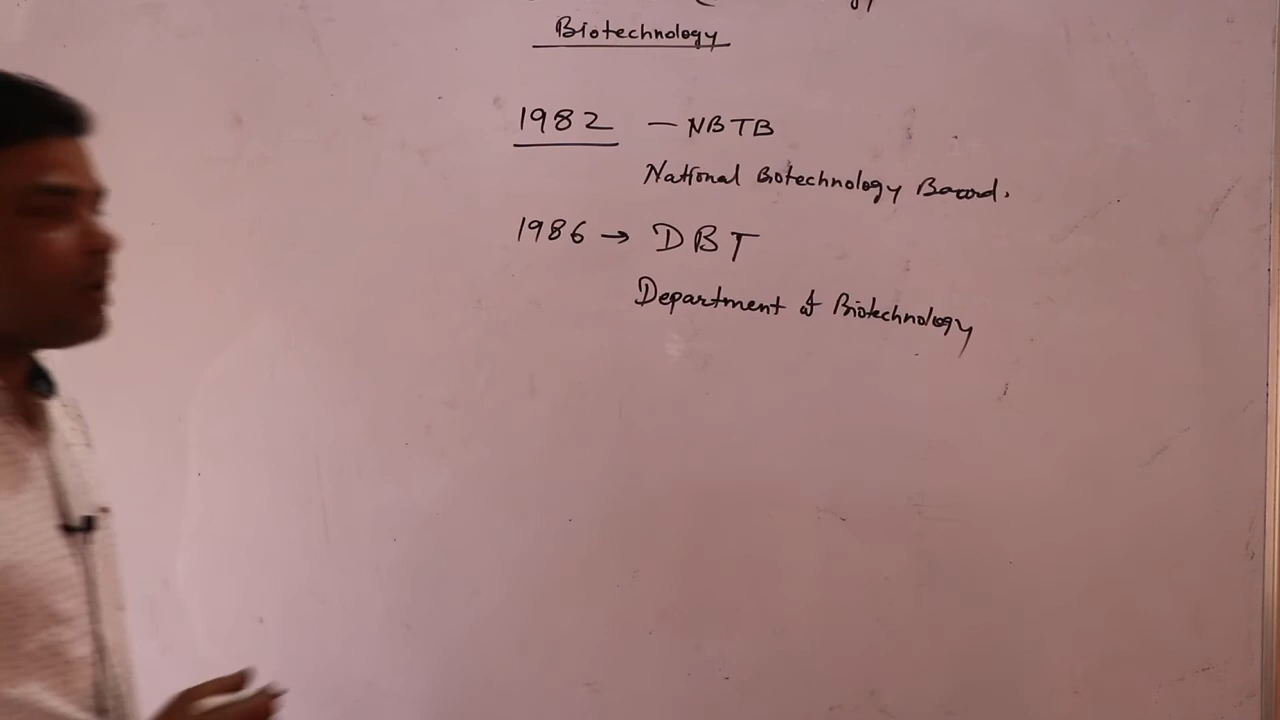 Biotechnology
1982 — NBTB
National Biotechnology Board.
1986 → DBT
Department of Biotechnology